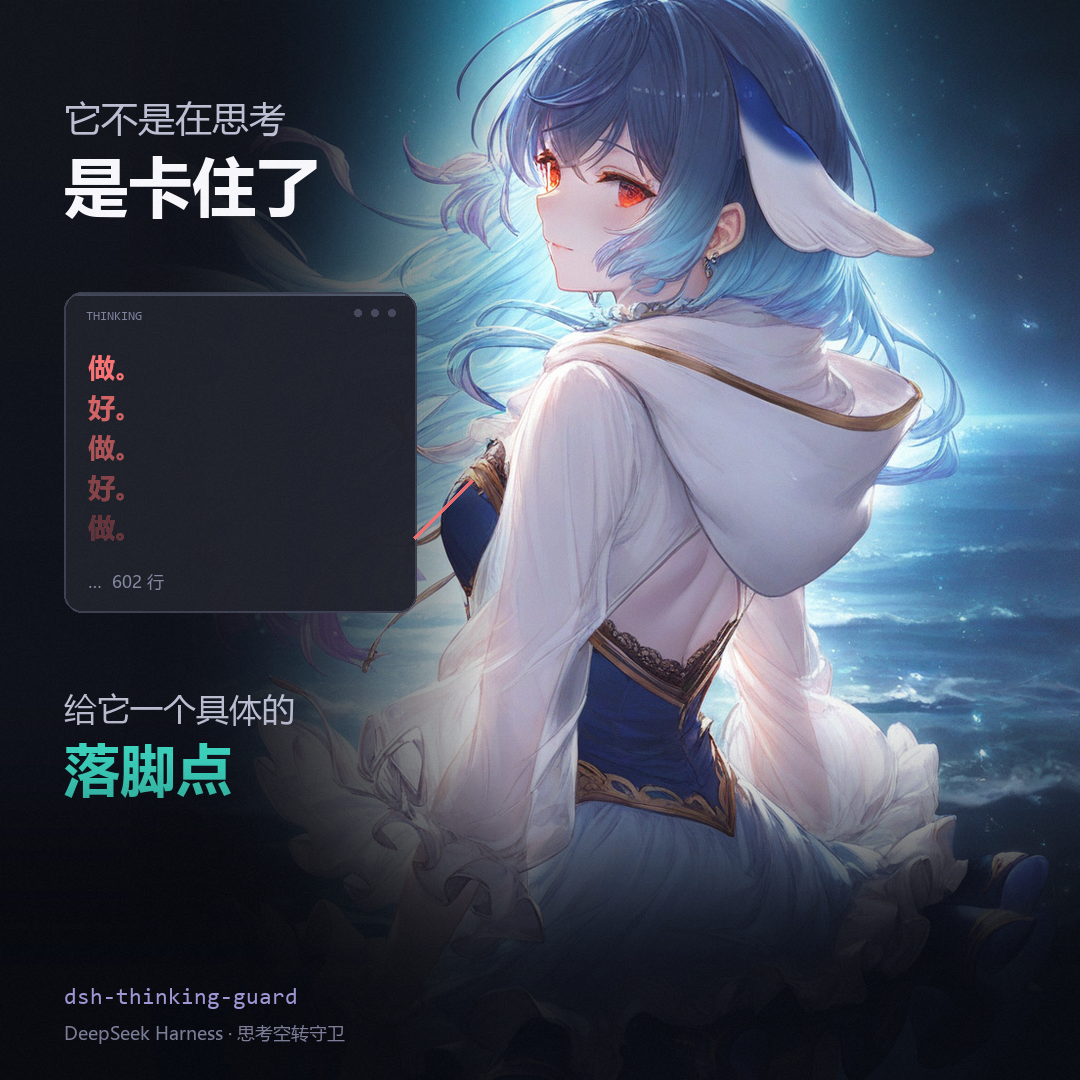 它不是在思考
是卡住了
THINKING
做。
好。
做。
好。
做。
... 602 行
给它一个具体的
落脚点
dsh-thinking-guard
DeepSeek Harness · 思考空转守卫